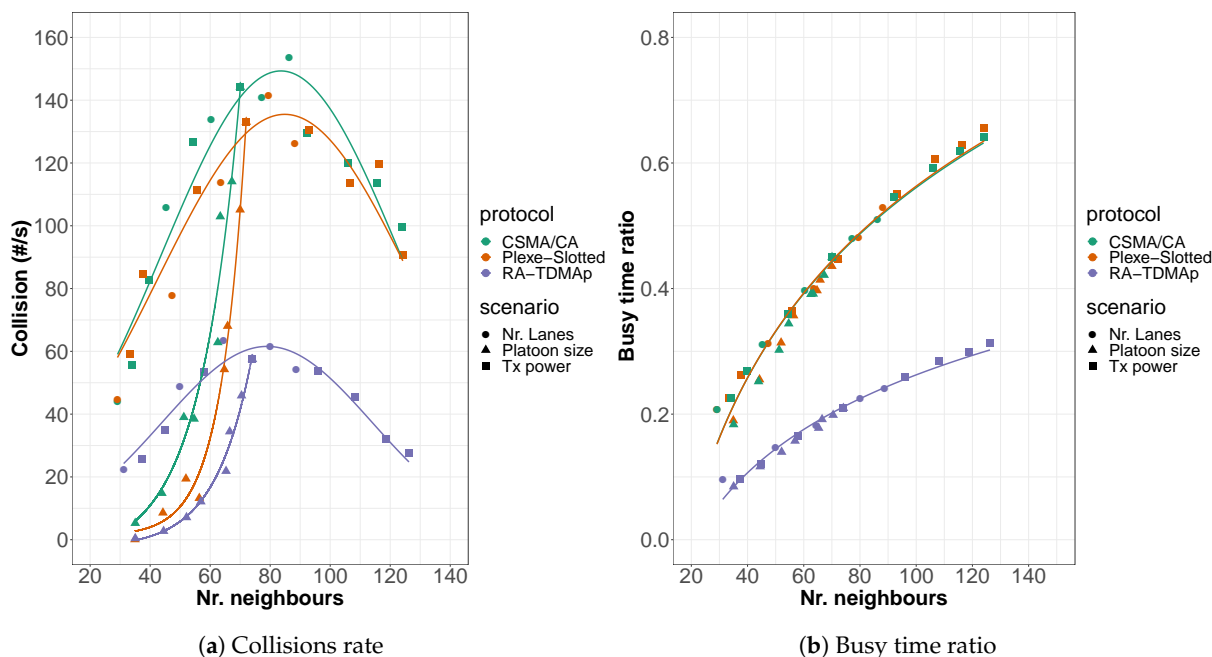 160
140
120
100
80
60
40
20
0
Collision (#/s)
20 40 60 80 100 120 140
Nr. neighbours
protocol
CSMA/CA
Plexe−Slotted
RA−TDMAp
scenario
Nr. Lanes
Platoon size
Tx power
(a) Collisions rate
0.8
0.6
0.4
0.2
0.0
Busy time ratio
20 40 60 80 100 120 140
Nr. neighbours
protocol
CSMA/CA
Plexe−Slotted
RA−TDMAp
scenario
Nr. Lanes
Platoon size
Tx power
(b) Busy time ratio